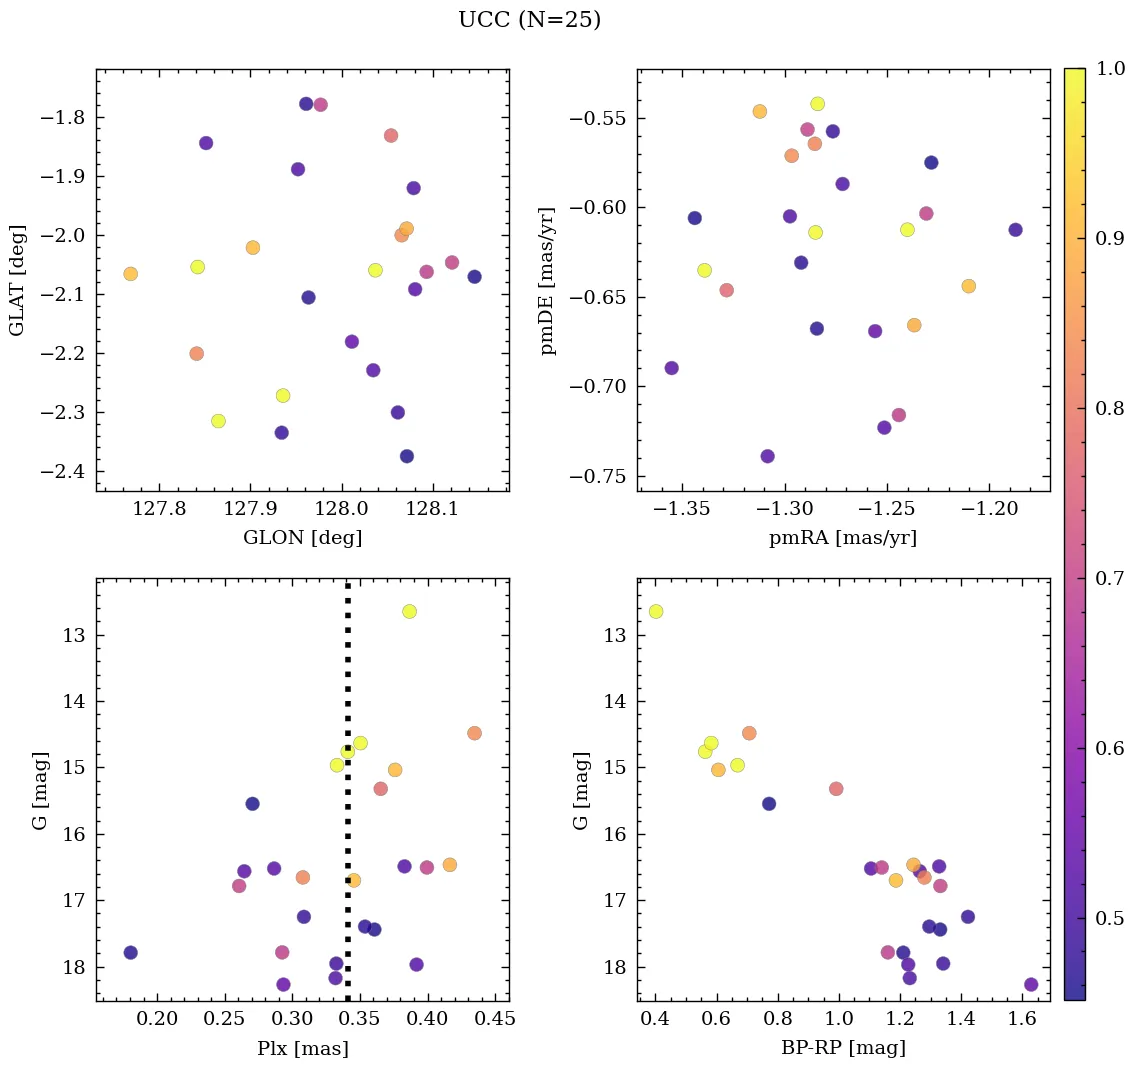 UCC (N=25)
−1.8
−1.9
−2.0
−2.1
−2.2
−2.3
−2.4
GLAT [deg]
127.8 127.9 128.0 128.1
GLON [deg]
−0.55
−0.60
−0.65
−0.70
−0.75
pmDE [mas/yr]
−1.35 −1.30 −1.25 −1.20
pmRA [mas/yr]
1.0
0.9
0.8
0.7
0.6
0.5
13
14
15
16
17
18
G [mag]
0.20 0.25 0.30 0.35 0.40 0.45
Plx [mas]
13
14
15
16
17
18
G [mag]
0.4 0.6 0.8 1.0 1.2 1.4 1.6
BP-RP [mag]